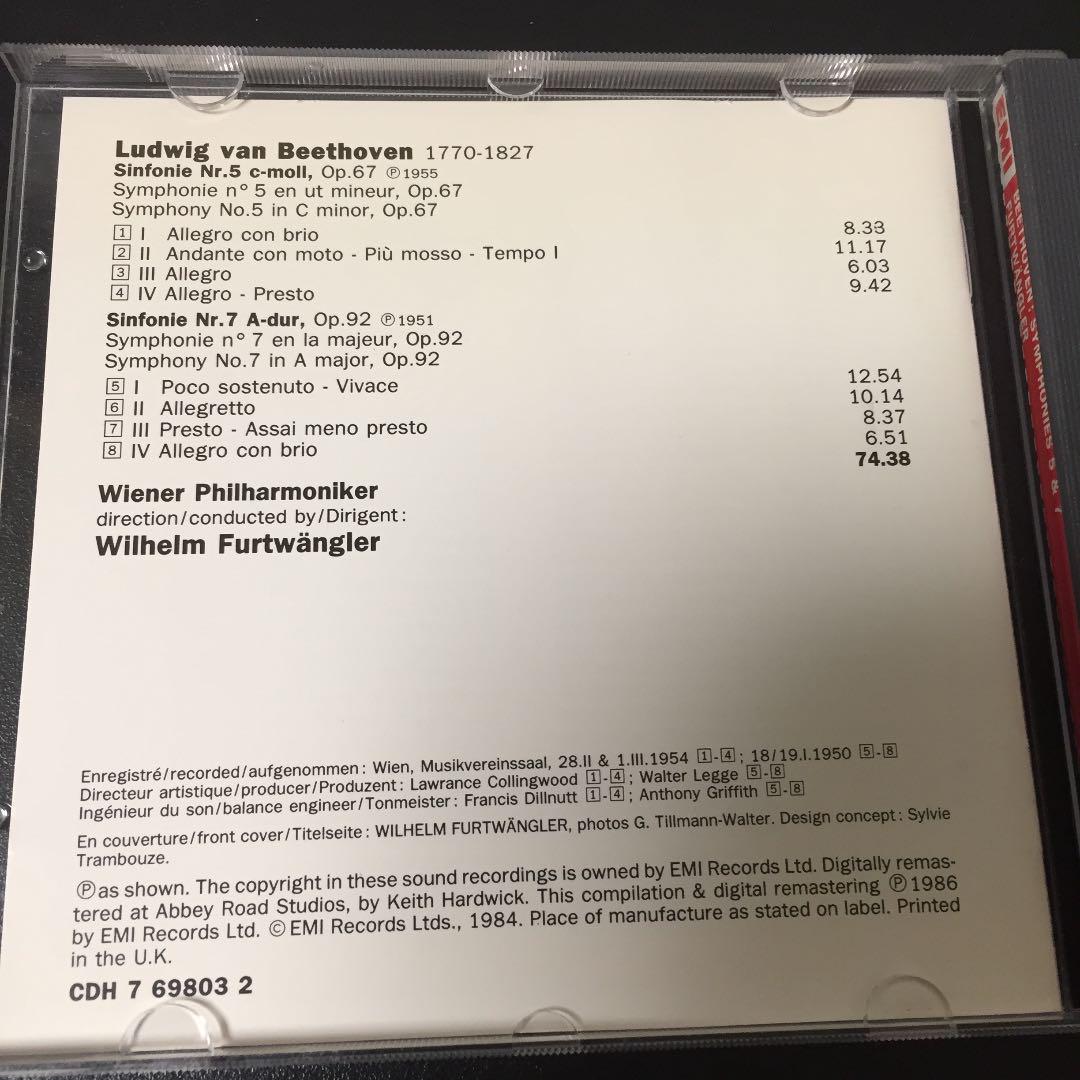 Ludwig van Beethoven 1770-1827
Sinfonie Nr.5 c-moll, Op.67 ℗1955
Symphonie n° 5 en ut mineur, Op.67
Symphony No.5 in C minor, Op.67
1 I Allegro con brio 8.33
2 II Andante con moto - Più mosso - Tempo I 11.17
3 III Allegro 6.03
4 IV Allegro - Presto 9.42
Sinfonie Nr.7 A-dur, Op.92 ℗1951
Symphonie n° 7 en la majeur, Op.92
Symphony No.7 in A major, Op.92
5 I Poco sostenuto - Vivace 12.54
6 II Allegretto 10.14
7 III Presto - Assai meno presto 8.37
8 IV Allegro con brio 6.51
74.38
Wiener Philharmoniker
direction/conducted by/Dirigent:
Wilhelm Furtwängler
Enregistré/recorded/aufgenommen: Wien, Musikvereinssaal, 28.II & 1.III.1954 1-4; 18/19.I.1950 5-8
Directeur artistique/producer/Produzent: Lawrance Collingwood 1-4; Walter Legge 5-8
Ingénieur du son/balance engineer/Tonmeister: Francis Dillnutt 1-4; Anthony Griffith 5-8
En couverture/front cover/Titelseite: WILHELM FURTWÄNGLER, photos G. Tillmann-Walter. Design concept: Sylvie
Trambouze.
℗as shown. The copyright in these sound recordings is owned by EMI Records Ltd. Digitally remas-
tered at Abbey Road Studios, by Keith Hardwick. This compilation & digital remastering ℗1986
by EMI Records Ltd. ©EMI Records Ltds., 1984. Place of manufacture as stated on label. Printed
in the U.K.
CDH 7 69803 2
EMI
BEETHOVEN: SYMPHONIES 5 & 7
FURTWÄNGLER